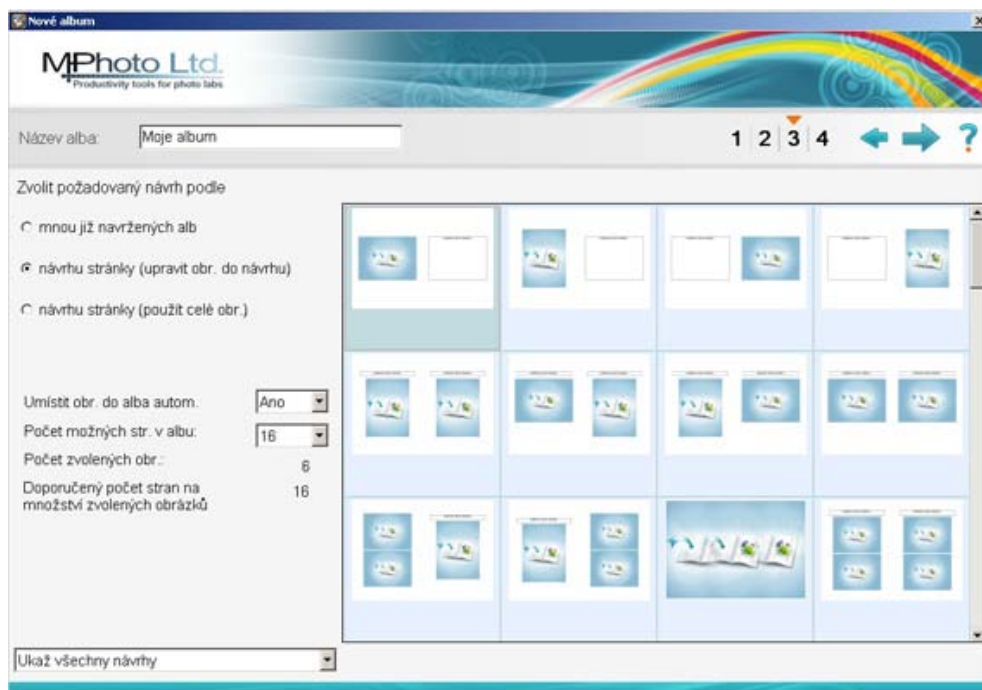 Nové album
MPhoto Ltd.
Productivity tools for photo labs
Název alba: Moje album 1 2 3 4 ?
Zvolit požadovaný návrh podle
mnou již navržených alb
návrhu stránky (upravit obr. do návrhu)
návrhu stránky (použít celé obr.)
Umístit obr. do alba autom. Ano
Počet možných str. v albu: 16
Počet zvolených obr.: 6
Doporučený počet stran na 16
množství zvolených obrázků
Ukaž všechny návrhy